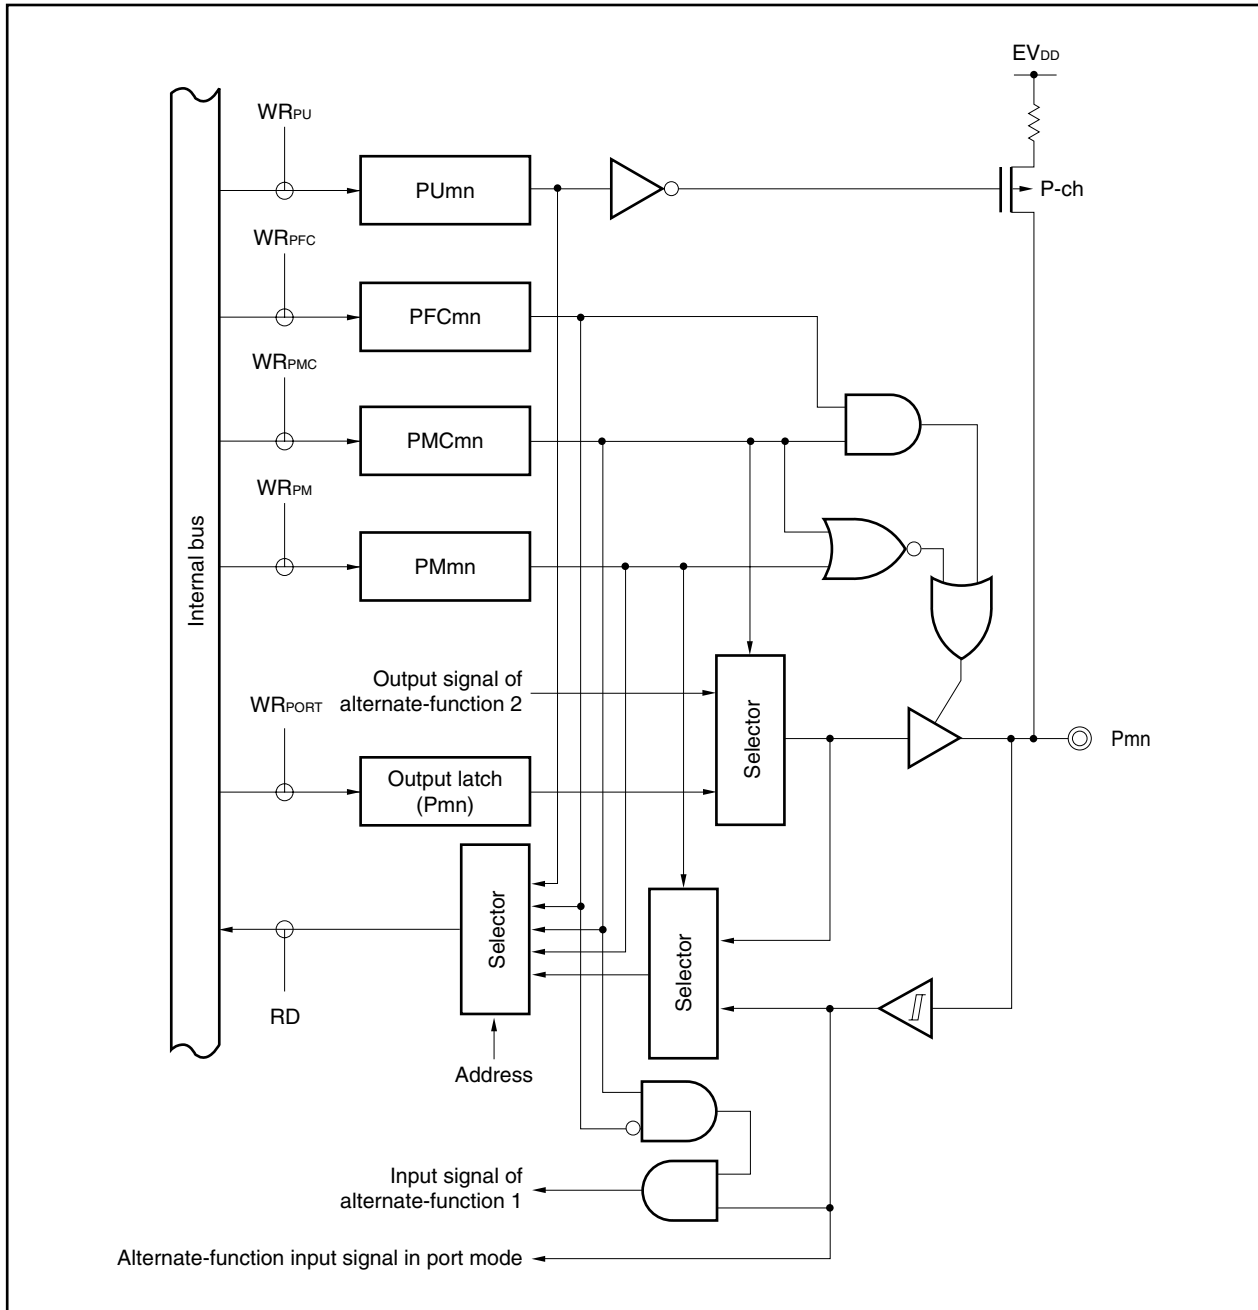 EVDD
WRPU
PUmn
P-ch
WRPFC
PFCmn
WRPMC
PMCmn
WRPM
PMmn
Internal bus
Output signal of
alternate-function 2
WRPORT
Selector
Pmn
Output latch
(Pmn)
Selector
Selector
RD
Address
Input signal of
alternate-function 1
Alternate-function input signal in port mode